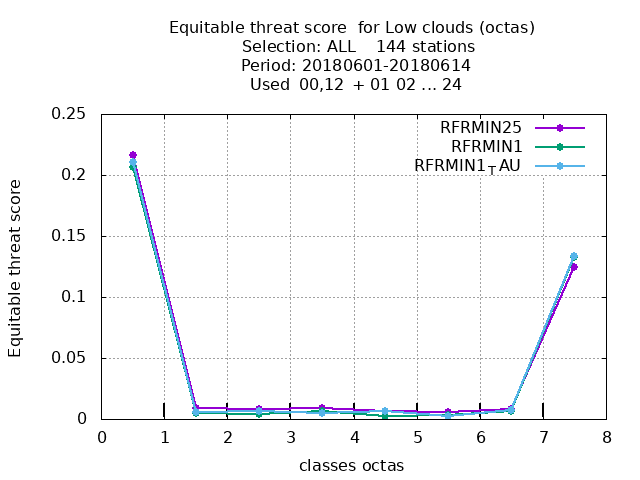 Equitable threat score for Low clouds (octas)
Selection: ALL 144 stations
Period: 20180601-20180614
Used 00,12 + 01 02 ... 24
RFRMIN25
RFRMIN1
RFRMIN1TAU
0.25
0.2
0.15
0.1
0.05
0
Equitable threat score
0 1 2 3 4 5 6 7 8
classes octas